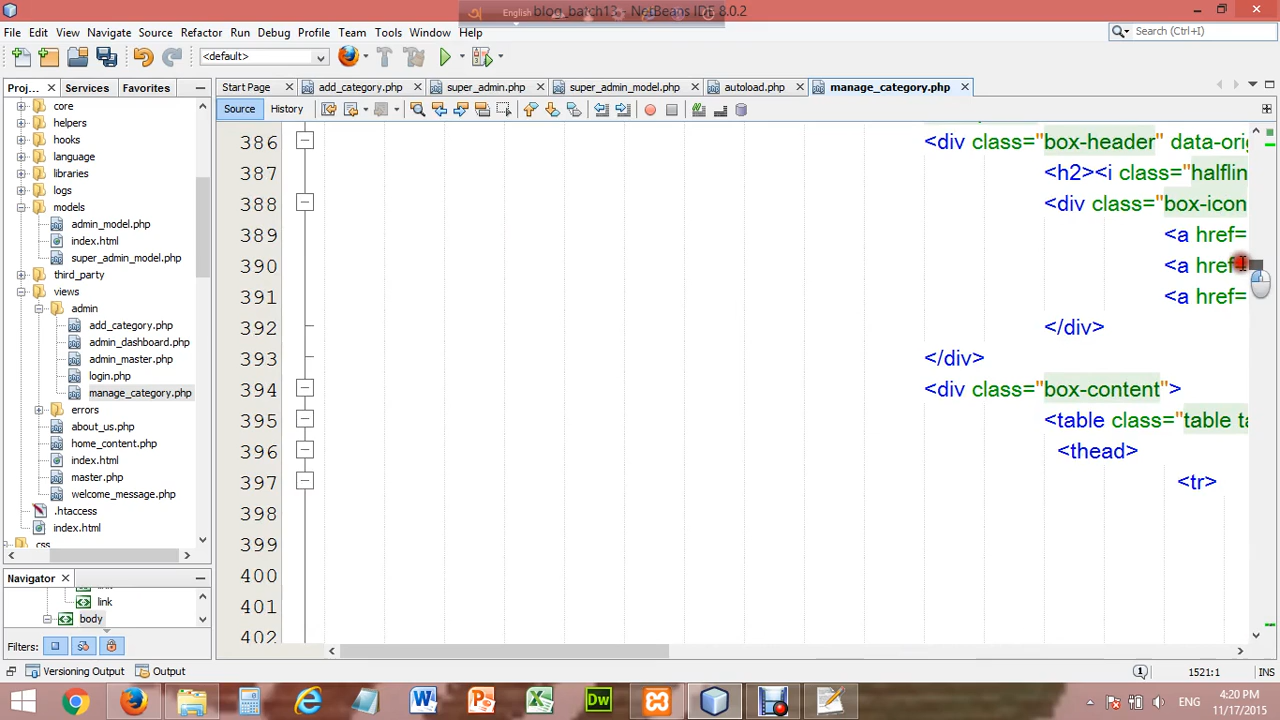 blog_batch13 - NetBeans IDE 8.0.2
English
File Edit View Navigate Source Refactor Run Debug Profile Team Tools Window Help
Search (Ctrl+I)
<default>
Proj... Services Favorites
Start Page add_category.php super_admin.php super_admin_model.php autoload.php manage_category.php
Source History
core
helpers
hooks
language
libraries
logs
models
admin_model.php
index.html
super_admin_model.php
third_party
views
admin
add_category.php
admin_dashboard.php
admin_master.php
login.php
manage_category.php
errors
about_us.php
home_content.php
index.html
master.php
welcome_message.php
.htaccess
index.html
css
386 <div class="box-header" data-orig
387 <h2><i class="halflin
388 <div class="box-icon
389 <a href=
390 <a href=
391 <a href=
392 </div>
393 </div>
394 <div class="box-content">
395 <table class="table ta
396 <thead>
397 <tr>
398
399
400
401
402
Navigator
link
body
Filters:
Versioning Output Output
1521:1 INS
ENG
4:20 PM
11/17/2015